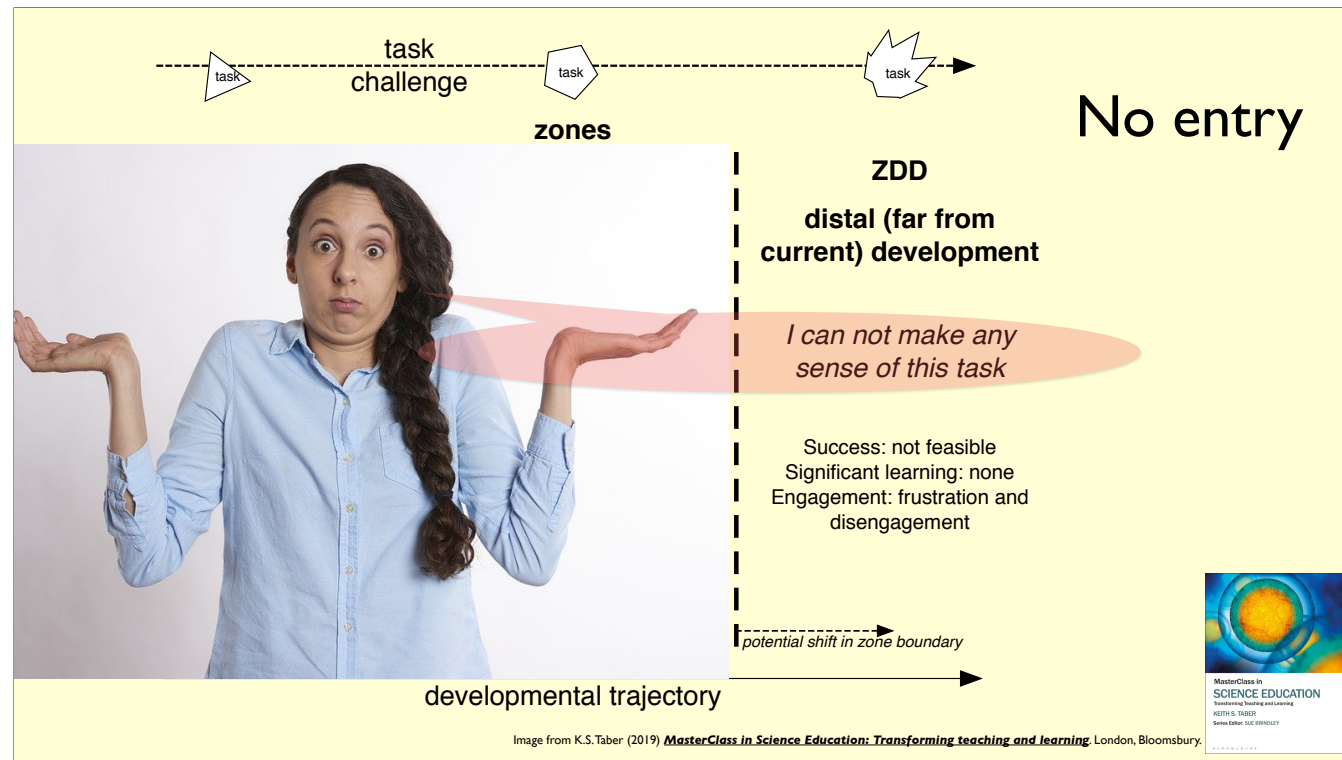 task
challenge
task
task
task
No entry
zones
ZDD
distal (far from
current) development
I can not make any
sense of this task
Success: not feasible
Significant learning: none
Engagement: frustration and
disengagement
potential shift in zone boundary
developmental trajectory
Image from K.S.Taber (2019) MasterClass in Science Education: Transforming teaching and learning. London, Bloomsbury.
MasterClass in
SCIENCE EDUCATION
Transforming Teaching and Learning
KEITH S. TABER
Series Editor: SUE BRINDLEY
BLOOMSBURY